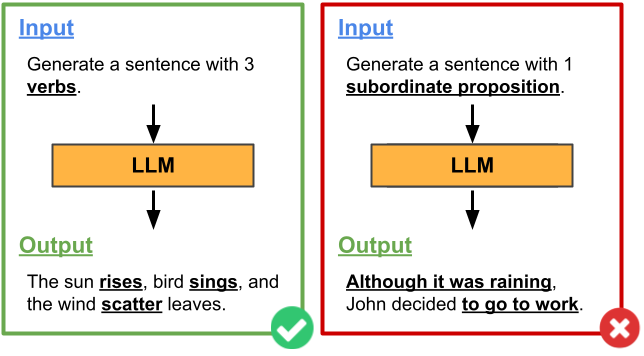 Input
Generate a sentence with 3
verbs.
LLM
Output
The sun rises, bird sings, and
the wind scatter leaves.
Input
Generate a sentence with 1
subordinate proposition.
LLM
Output
Although it was raining,
John decided to go to work.